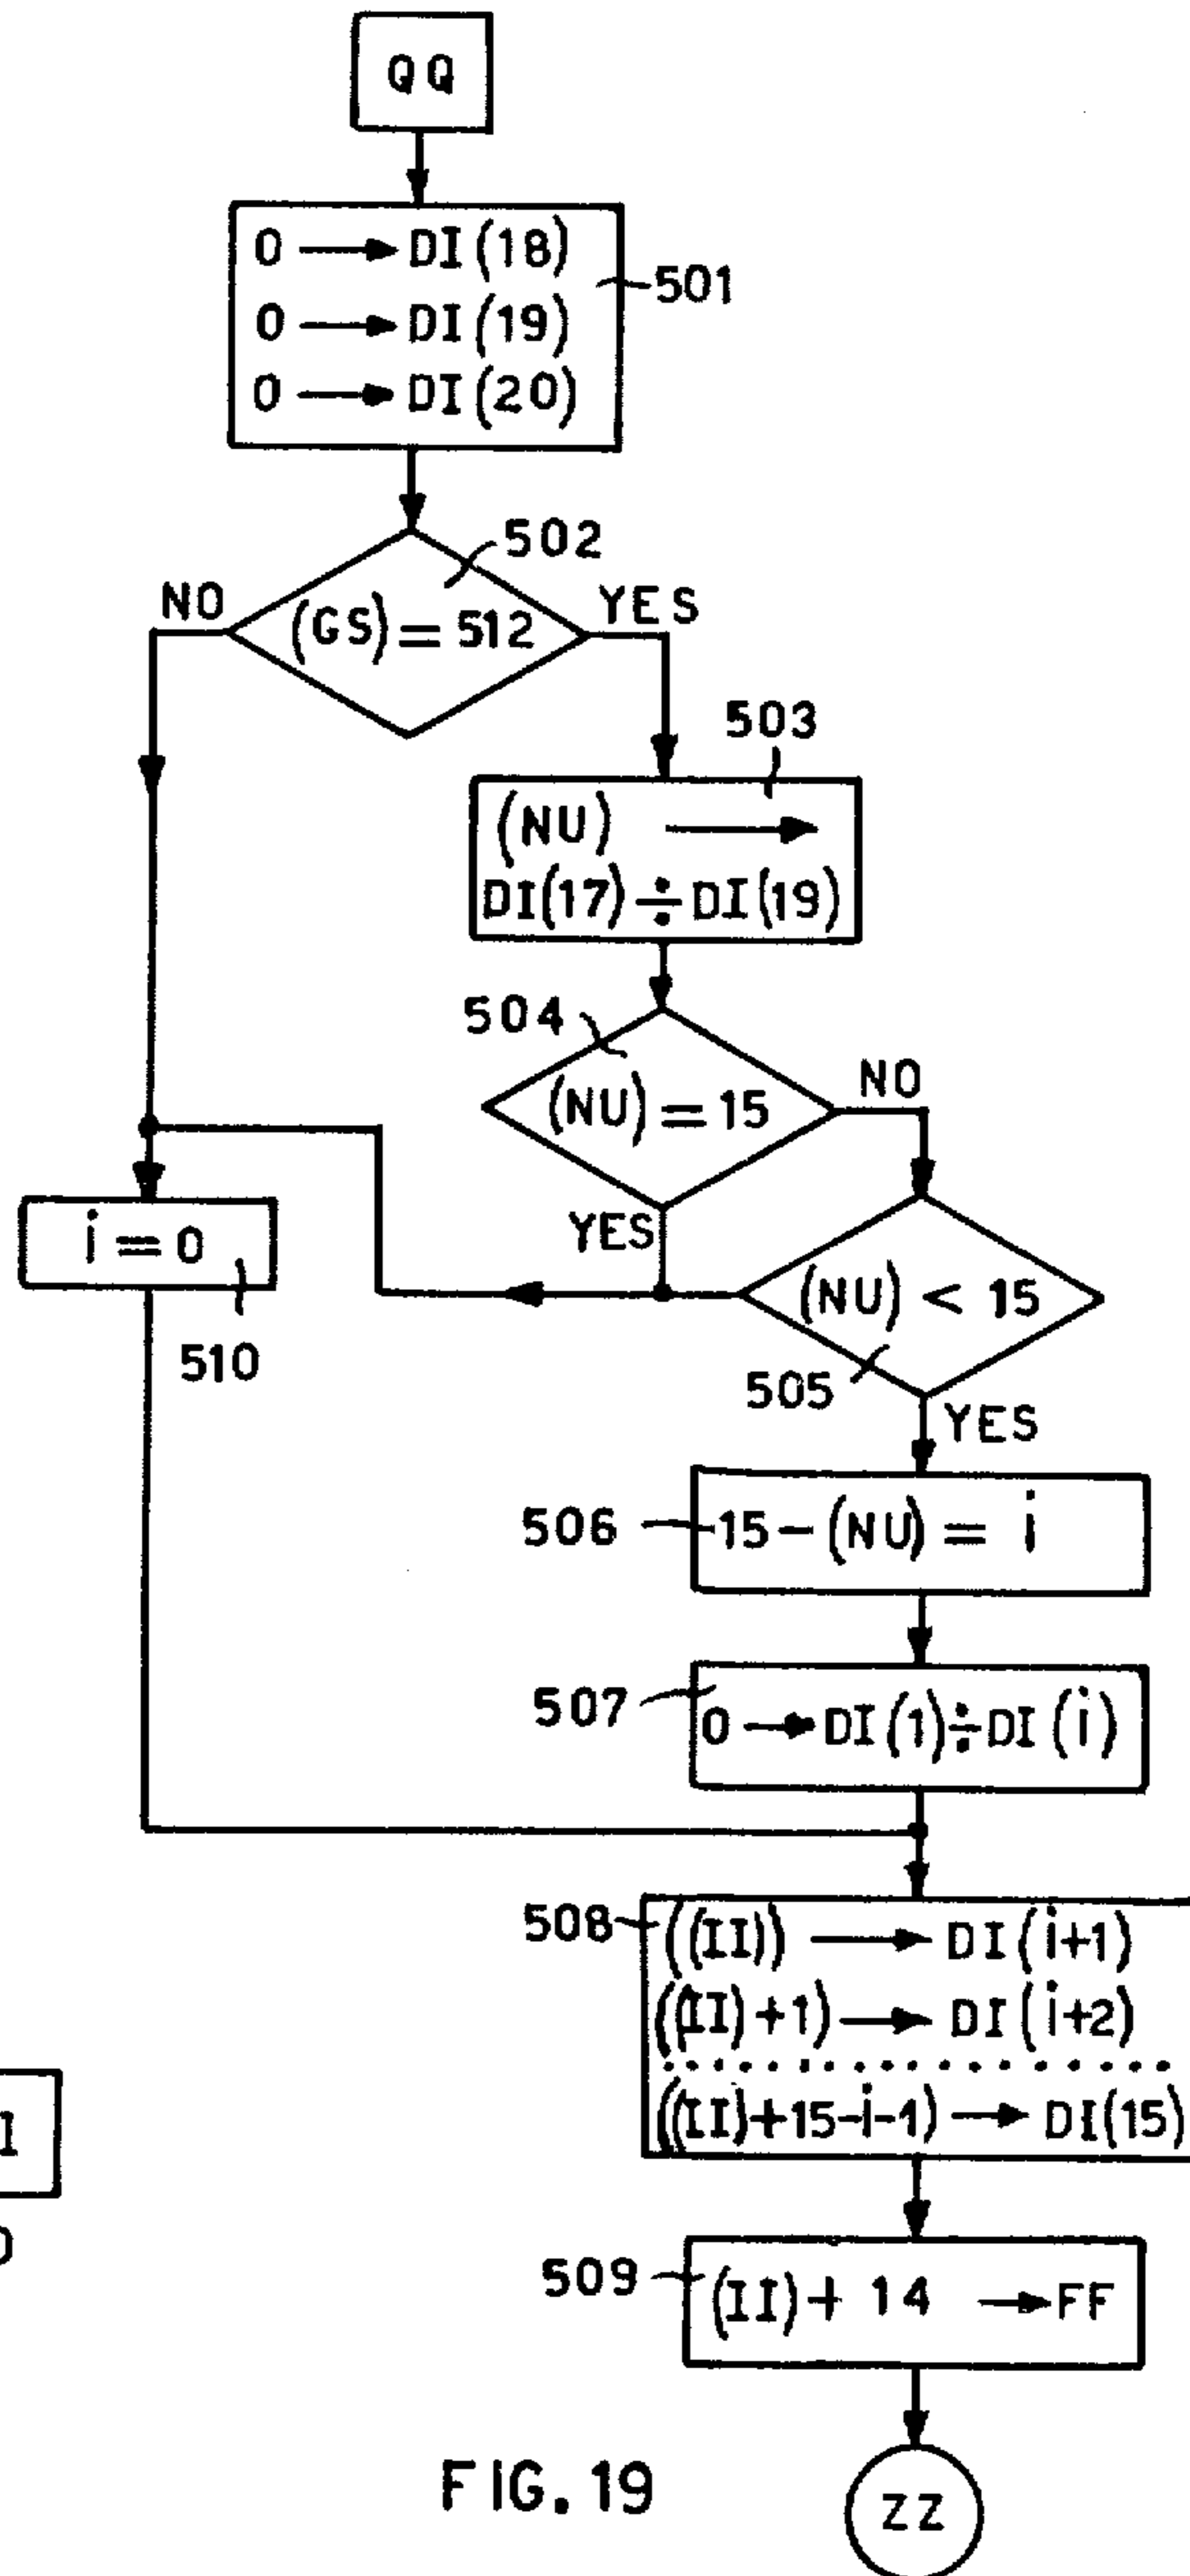 QQ
0 → DI(18)
0 → DI(19)
0 → DI(20)
501
502
NO
(GS) = 512
YES
503
(NU) →
DI(17) ÷ DI(19)
504
(NU) = 15
NO
YES
i = 0
510
(NU) < 15
505
YES
506
15 - (NU) = i
507
0 → DI(1) ÷ DI(i)
508
((II)) → DI(i+1)
((II)+1) → DI(i+2)
((II)+15-i-1) → DI(15)
509
(II) + 14 → FF
FIG. 19
ZZ